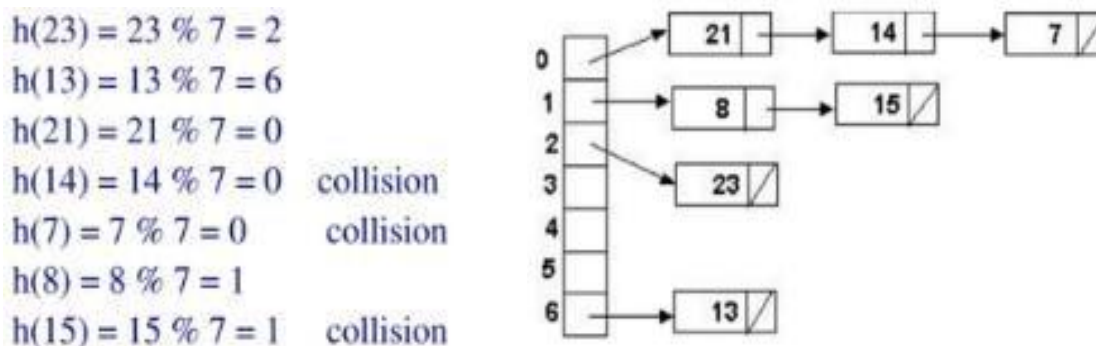 h(23) = 23 % 7 = 2
h(13) = 13 % 7 = 6
h(21) = 21 % 7 = 0
h(14) = 14 % 7 = 0 collision
h(7) = 7 % 7 = 0 collision
h(8) = 8 % 7 = 1
h(15) = 15 % 7 = 1 collision
0 21 14 7
1 8 15
2 23
3
4
5
6 13